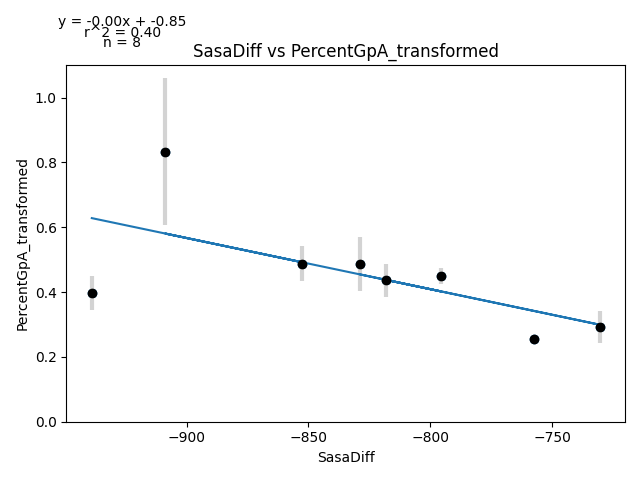 y = -0.00x + -0.85
r^2 = 0.40
n = 8
SasaDiff vs PercentGpA_transformed
PercentGpA_transformed
1.0
0.8
0.6
0.4
0.2
0.0
−900
−850
−800
−750
SasaDiff